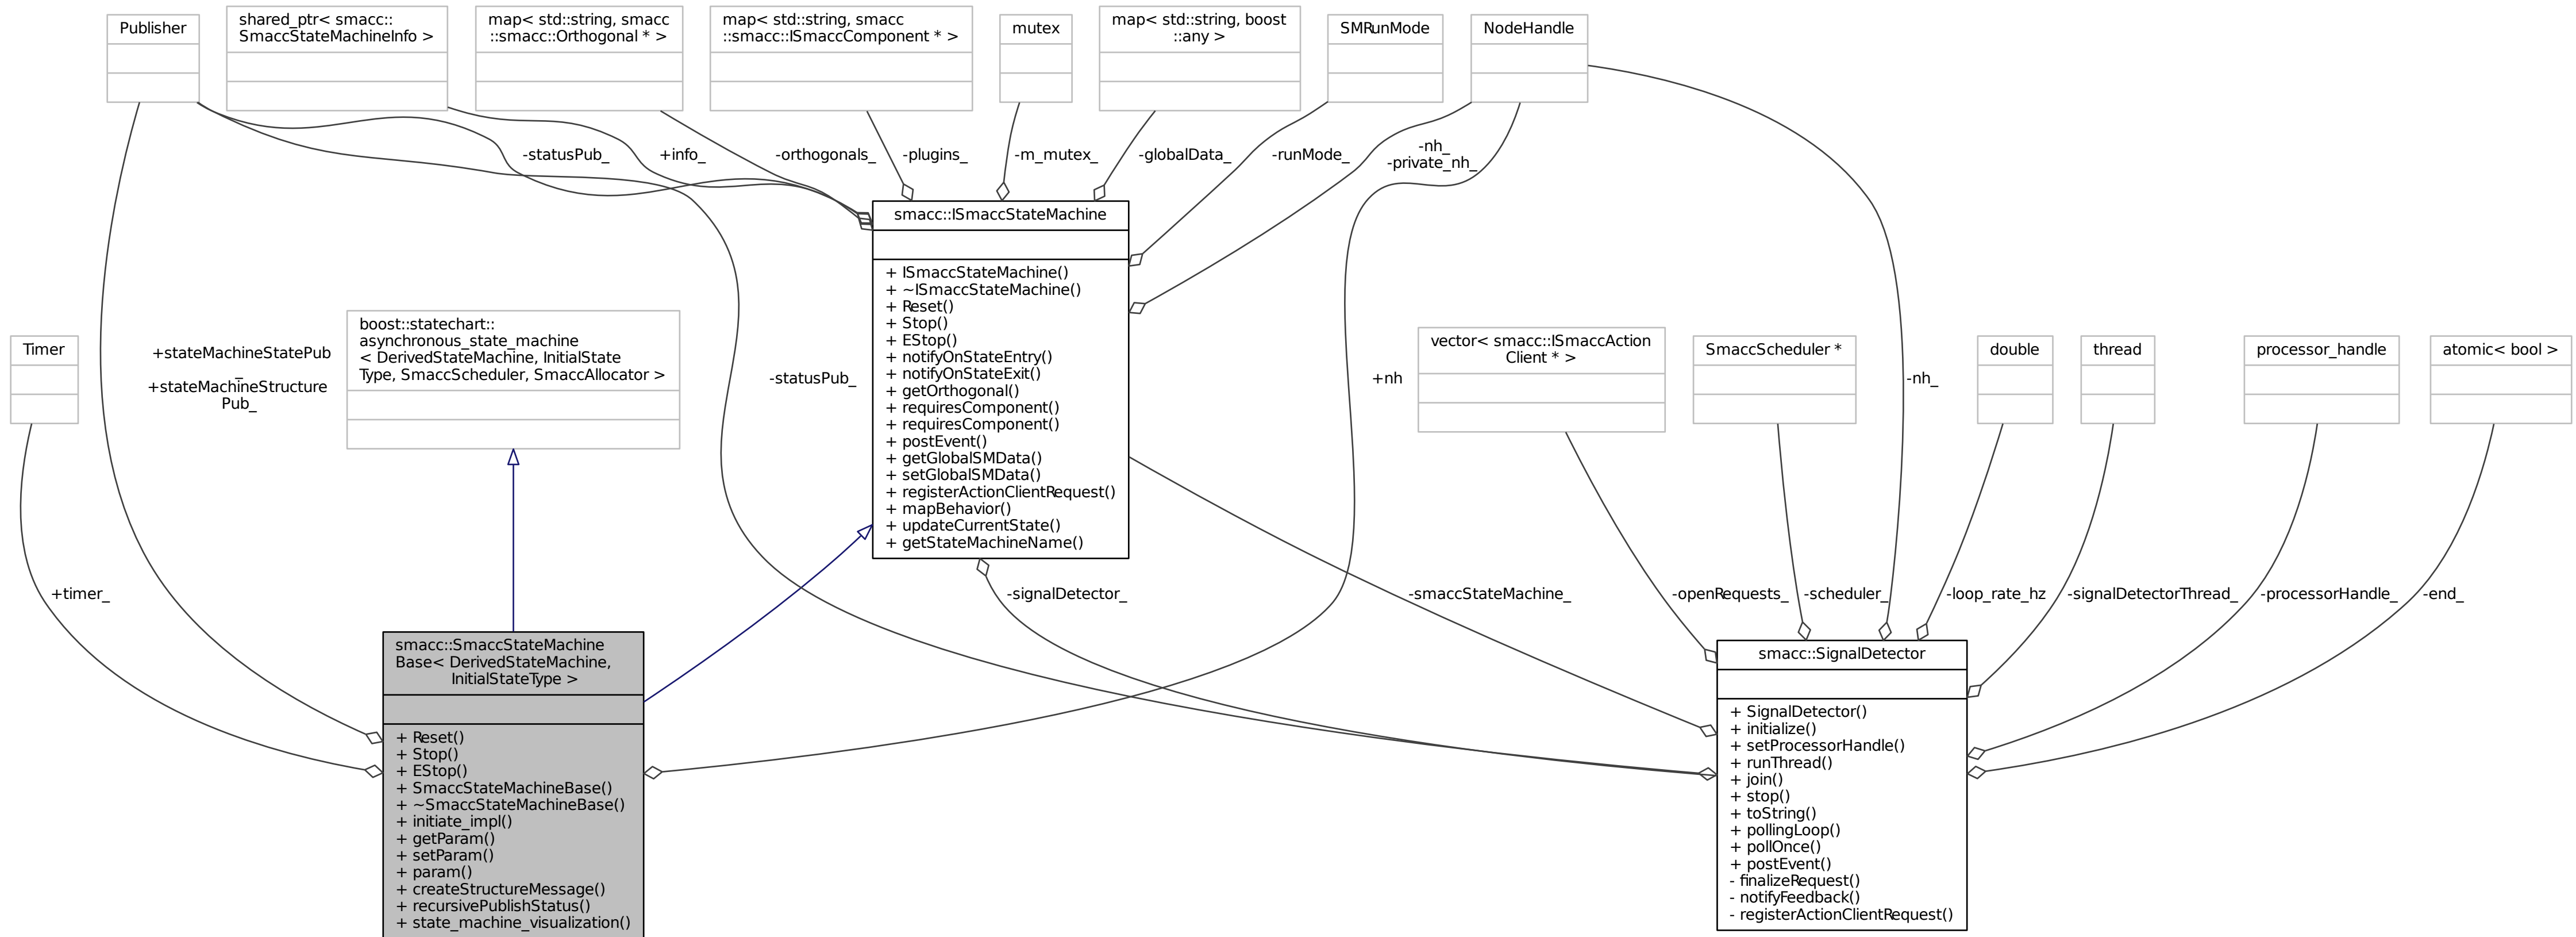 Publisher
shared_ptr< smacc::
SmaccStateMachineInfo >
map< std::string, smacc
::smacc::Orthogonal * >
map< std::string, smacc
::smacc::ISmaccComponent * >
mutex
map< std::string, boost
::any >
SMRunMode
NodeHandle
-statusPub_
+info_
-orthogonals_
-plugins_
-m_mutex_
-globalData_
-runMode_
-nh_
-private_nh_
smacc::ISmaccStateMachine
+ ISmaccStateMachine()
+ ~ISmaccStateMachine()
+ Reset()
+ Stop()
+ EStop()
+ notifyOnStateEntry()
+ notifyOnStateExit()
+ getOrthogonal()
+ requiresComponent()
+ requiresComponent()
+ postEvent()
+ getGlobalSMData()
+ setGlobalSMData()
+ registerActionClientRequest()
+ mapBehavior()
+ updateCurrentState()
+ getStateMachineName()
Timer
+stateMachineStatePub
_
+stateMachineStructure
Pub_
boost::statechart::
asynchronous_state_machine
< DerivedStateMachine, InitialState
Type, SmaccScheduler, SmaccAllocator >
-statusPub_
+nh
vector< smacc::ISmaccAction
Client * >
SmaccScheduler *
-nh_
double
thread
processor_handle
atomic< bool >
+timer_
-signalDetector_
-smaccStateMachine_
-openRequests_
-scheduler_
-loop_rate_hz
-signalDetectorThread_
-processorHandle_
-end_
smacc::SmaccStateMachine
Base< DerivedStateMachine,
InitialStateType >
+ Reset()
+ Stop()
+ EStop()
+ SmaccStateMachineBase()
+ ~SmaccStateMachineBase()
+ initiate_impl()
+ getParam()
+ setParam()
+ param()
+ createStructureMessage()
+ recursivePublishStatus()
+ state_machine_visualization()
smacc::SignalDetector
+ SignalDetector()
+ initialize()
+ setProcessorHandle()
+ runThread()
+ join()
+ stop()
+ toString()
+ pollingLoop()
+ pollOnce()
+ postEvent()
- finalizeRequest()
- notifyFeedback()
- registerActionClientRequest()